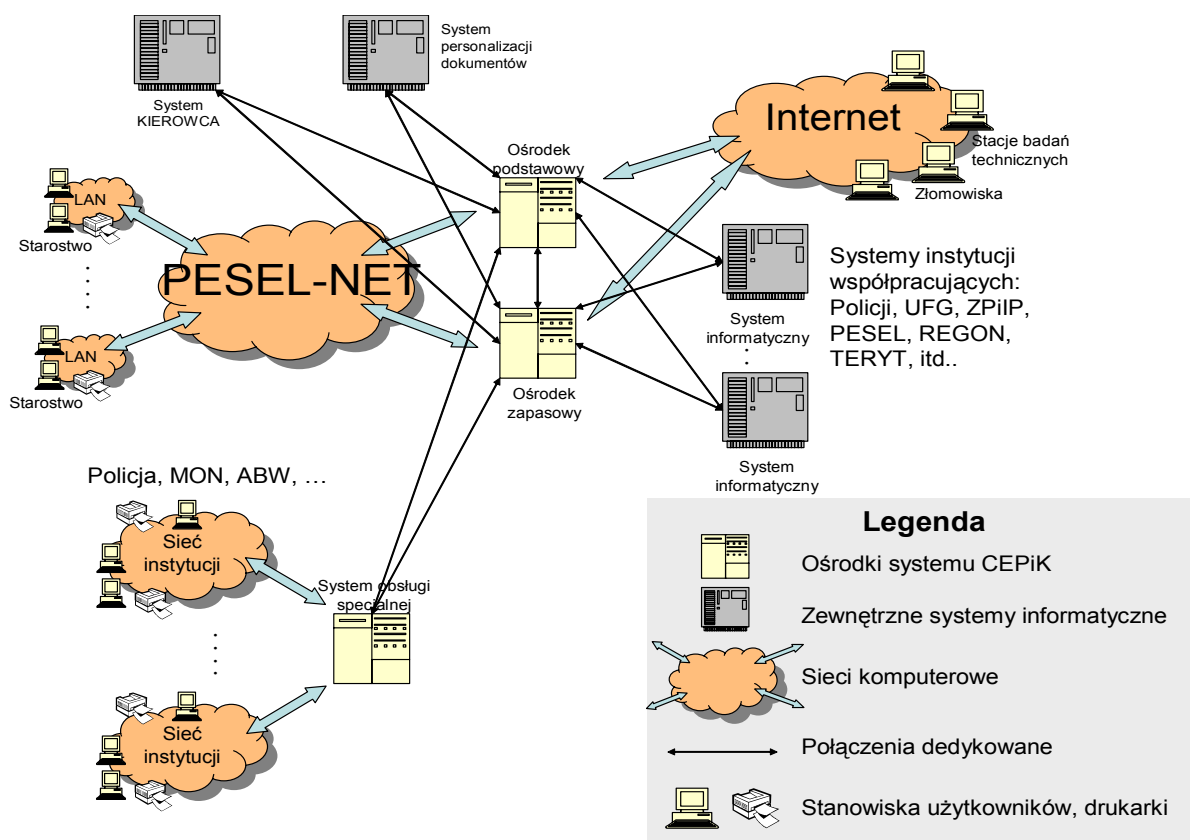 System
KIEROWCA
System
personalizacji
dokumentów
Internet
Stacje badań
technicznych
Złomowiska
Ośrodek
podstawowy
LAN
Starostwo
.
.
.
.
LAN
Starostwo
PESEL-NET
Ośrodek
zapasowy
System
informatyczny
.
.
System
informatyczny
Systemy instytucji
współpracujących:
Policji, UFG, ZPiIP,
PESEL, REGON,
TERYT, itd..
Policja, MON, ABW, …
Sieć
instytucji
.
.
.
.
Sieć
instytucji
System obsługi
specjalnej
Legenda
Ośrodki systemu CEPiK
Zewnętrzne systemy informatyczne
Sieci komputerowe
Połączenia dedykowane
Stanowiska użytkowników, drukarki